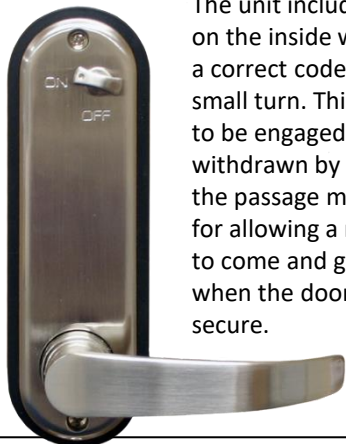 The unit includ
on the inside w
a correct code
small turn. Thi
to be engaged
withdrawn by
the passage m
for allowing a
to come and g
when the door
secure.
ON
OFF